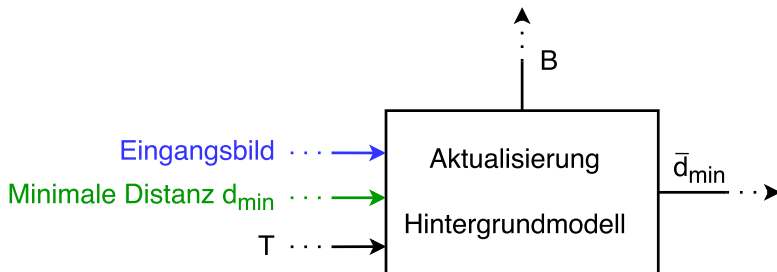 B
Eingangsbild
Aktualisierung
d̄min
Minimale Distanz dmin
Hintergrundmodell
T